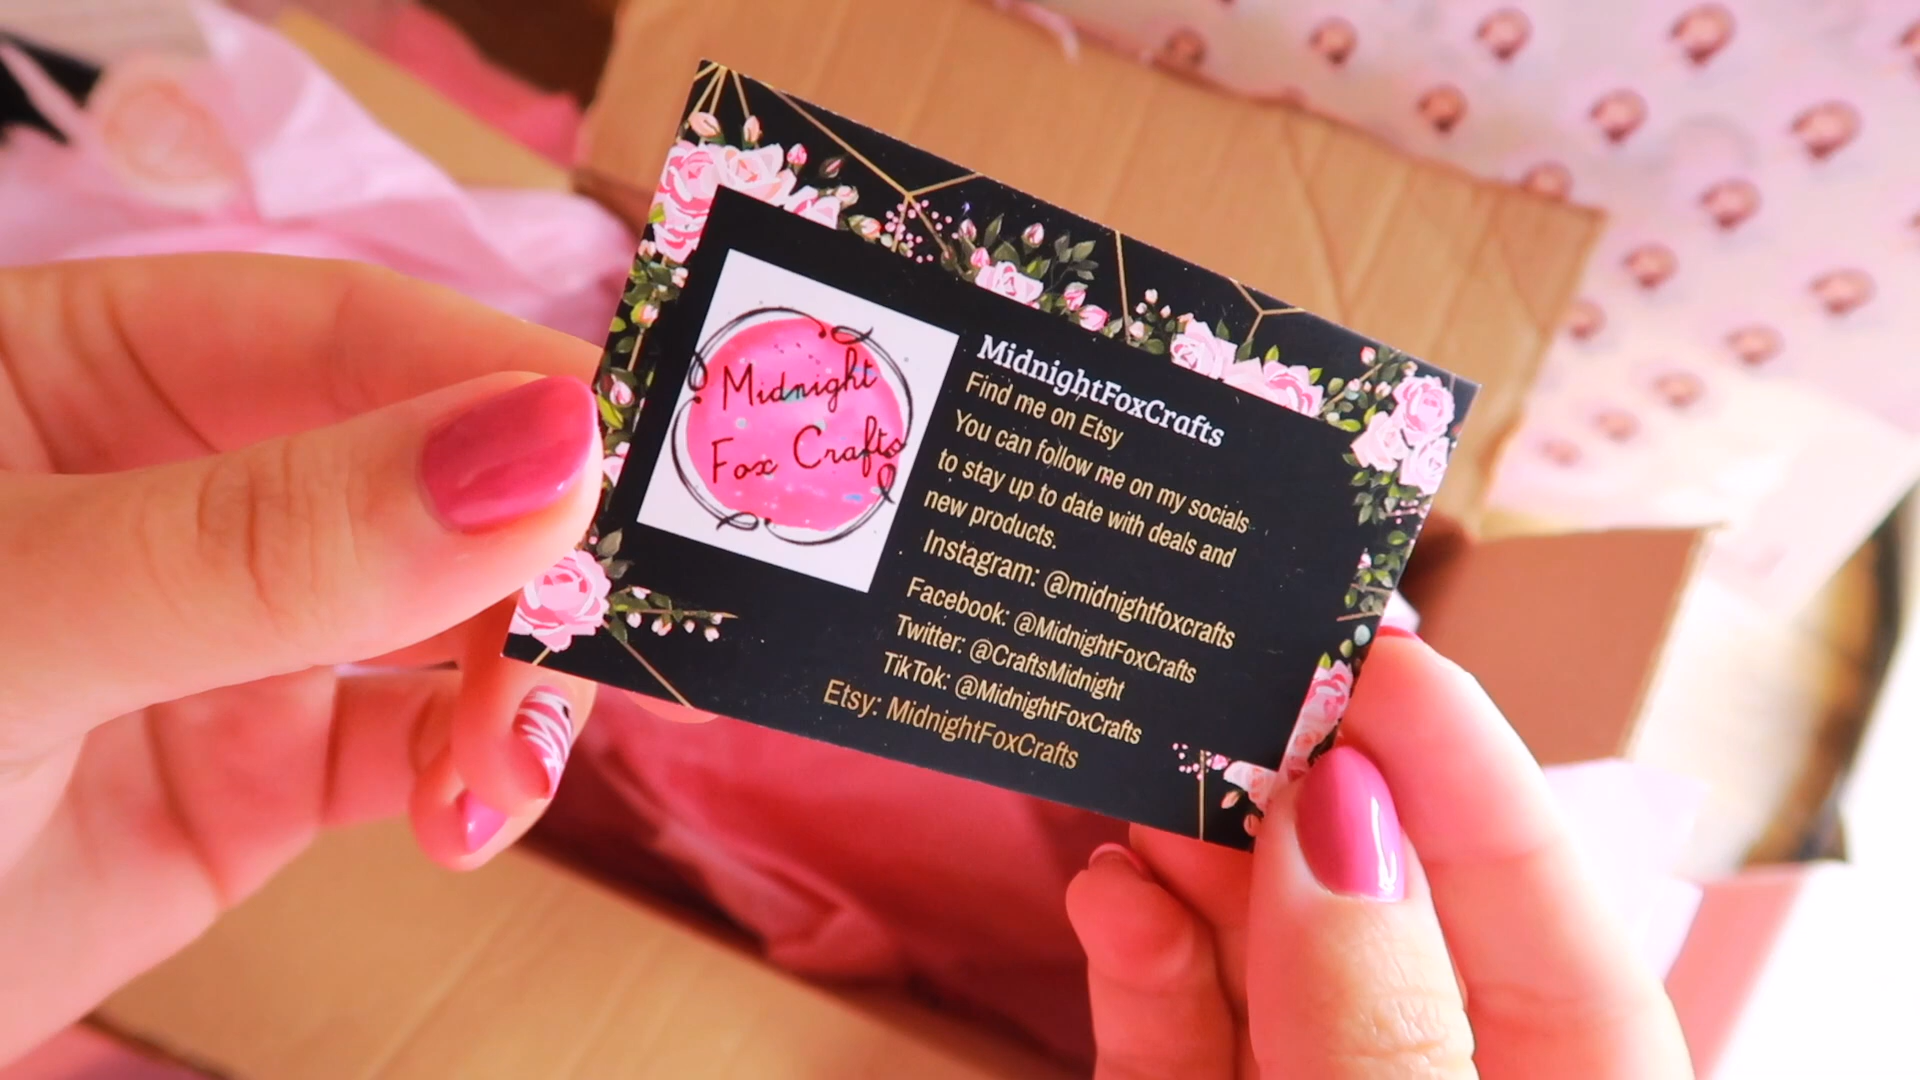 Midnight
Fox Crafts
MidnightFoxCrafts
Find me on Etsy
You can follow me on my socials
to stay up to date with deals and
new products.
Instagram: @midnightfoxcrafts
Facebook: @MidnightFoxCrafts
Twitter: @CraftsMidnight
TikTok: @MidnightFoxCrafts
Etsy: MidnightFoxCrafts